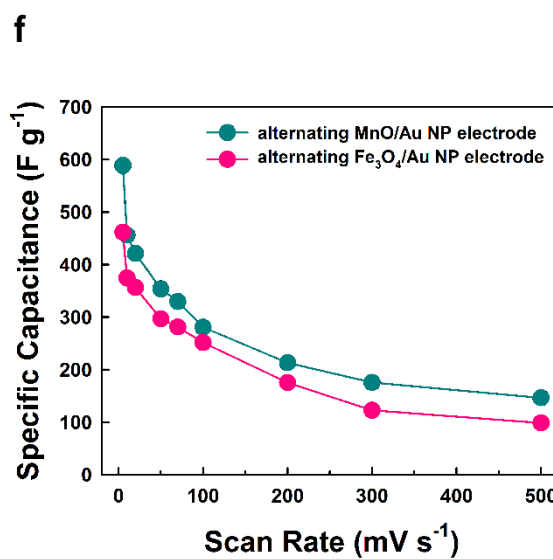 f
700
600
500
400
300
200
100
0
Specific Capacitance (F g⁻¹)
alternating MnO/Au NP electrode
alternating Fe₃O₄/Au NP electrode
0 100 200 300 400 500
Scan Rate (mV s⁻¹)